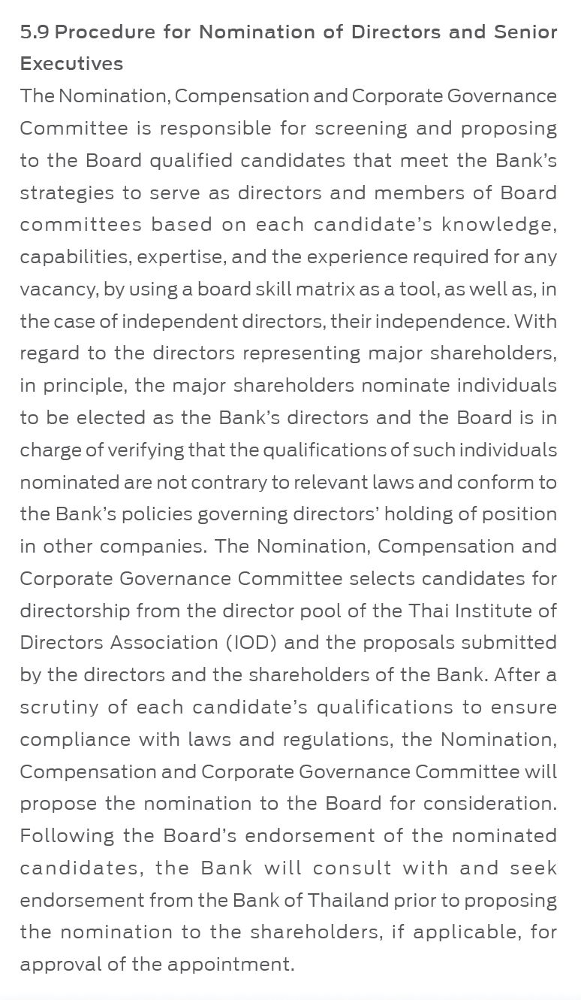 5.9 Procedure for Nomination of Directors and Senior
Executives
The Nomination, Compensation and Corporate Governance
Committee is responsible for screening and proposing
to the Board qualified candidates that meet the Bank’s
strategies to serve as directors and members of Board
committees based on each candidate’s knowledge,
capabilities, expertise, and the experience required for any
vacancy, by using a board skill matrix as a tool, as well as, in
the case of independent directors, their independence. With
regard to the directors representing major shareholders,
in principle, the major shareholders nominate individuals
to be elected as the Bank’s directors and the Board is in
charge of verifying that the qualifications of such individuals
nominated are not contrary to relevant laws and conform to
the Bank’s policies governing directors’ holding of position
in other companies. The Nomination, Compensation and
Corporate Governance Committee selects candidates for
directorship from the director pool of the Thai Institute of
Directors Association (IOD) and the proposals submitted
by the directors and the shareholders of the Bank. After a
scrutiny of each candidate’s qualifications to ensure
compliance with laws and regulations, the Nomination,
Compensation and Corporate Governance Committee will
propose the nomination to the Board for consideration.
Following the Board’s endorsement of the nominated
candidates, the Bank will consult with and seek
endorsement from the Bank of Thailand prior to proposing
the nomination to the shareholders, if applicable, for
approval of the appointment.